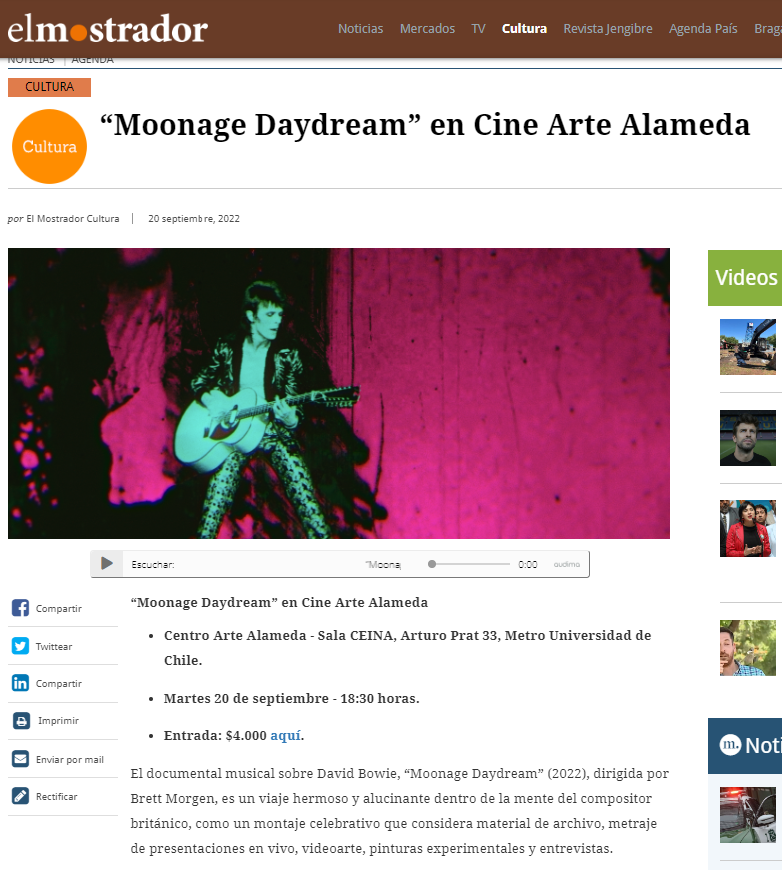 elmostrador
Noticias Mercados TV Cultura Revista Jengibre Agenda País
NOTICIAS | AGENDA
CULTURA
Cultura
“Moonage Daydream” en Cine Arte Alameda
por El Mostrador Cultura | 20 septiembre, 2022
Videos
Escuchar: "Moona 0:00 audima
Compartir
Twittear
Compartir
Imprimir
Enviar por mail
Rectificar
“Moonage Daydream” en Cine Arte Alameda
• Centro Arte Alameda - Sala CEINA, Arturo Prat 33, Metro Universidad de
Chile.
• Martes 20 de septiembre - 18:30 horas.
• Entrada: $4.000 aquí.
El documental musical sobre David Bowie, “Moonage Daydream” (2022), dirigida por
Brett Morgen, es un viaje hermoso y alucinante dentro de la mente del compositor
británico, como un montaje celebrativo que considera material de archivo, metraje
de presentaciones en vivo, videoarte, pinturas experimentales y entrevistas.
m. Noti